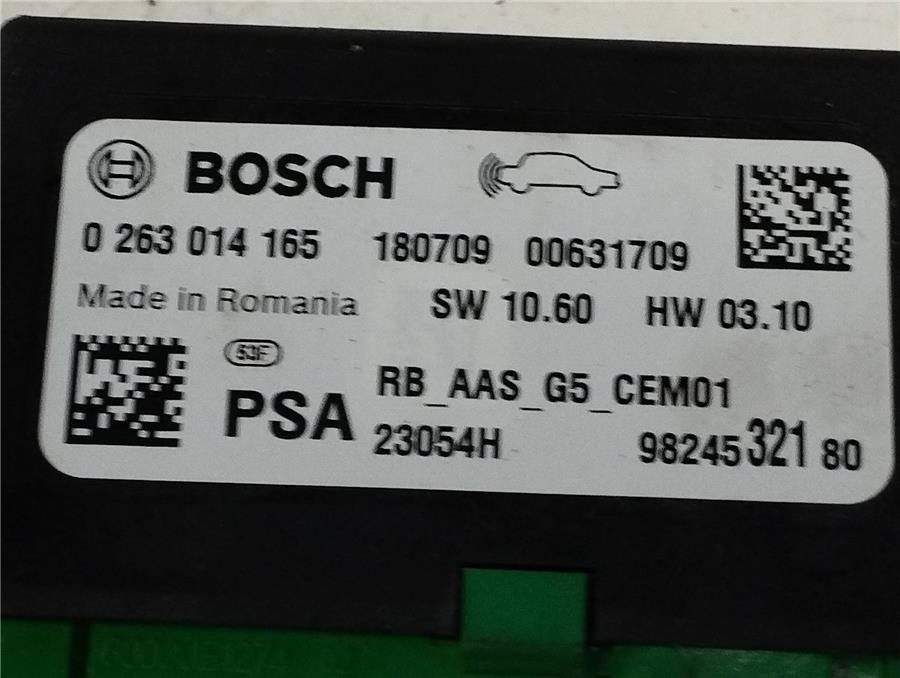 BOSCH
0 263 014 165 180709 00631709
Made in Romania SW 10.60 HW 03.10
53F
PSA RB_AAS_G5_CEM01
23054H 98245 321 80